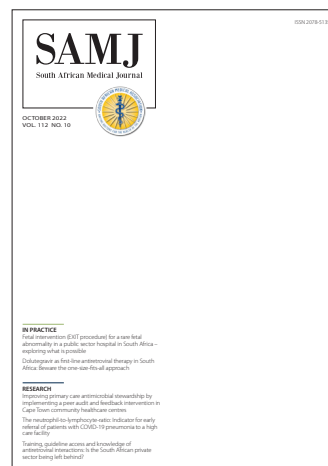 ISSN 2078-513
SAMJ
South African Medical Journal
OCTOBER 2022
VOL. 112 NO. 10
IN PRACTICE
Fetal intervention (EXIT procedure) for a rare fetal
abnormality in a public sector hospital in South Africa –
exploring what is possible
Dolutegravir as first-line antiretroviral therapy in South
Africa: Beware the one-size-fits-all approach
RESEARCH
Improving primary care antimicrobial stewardship by
implementing a peer audit and feedback intervention in
Cape Town community healthcare centres
The neutrophil-to-lymphocyte-ratio: Indicator for early
referral of patients with COVID-19 pneumonia to a high
care facility
Training, guideline access and knowledge of
antiretroviral interactions: Is the South African private
sector being left behind?